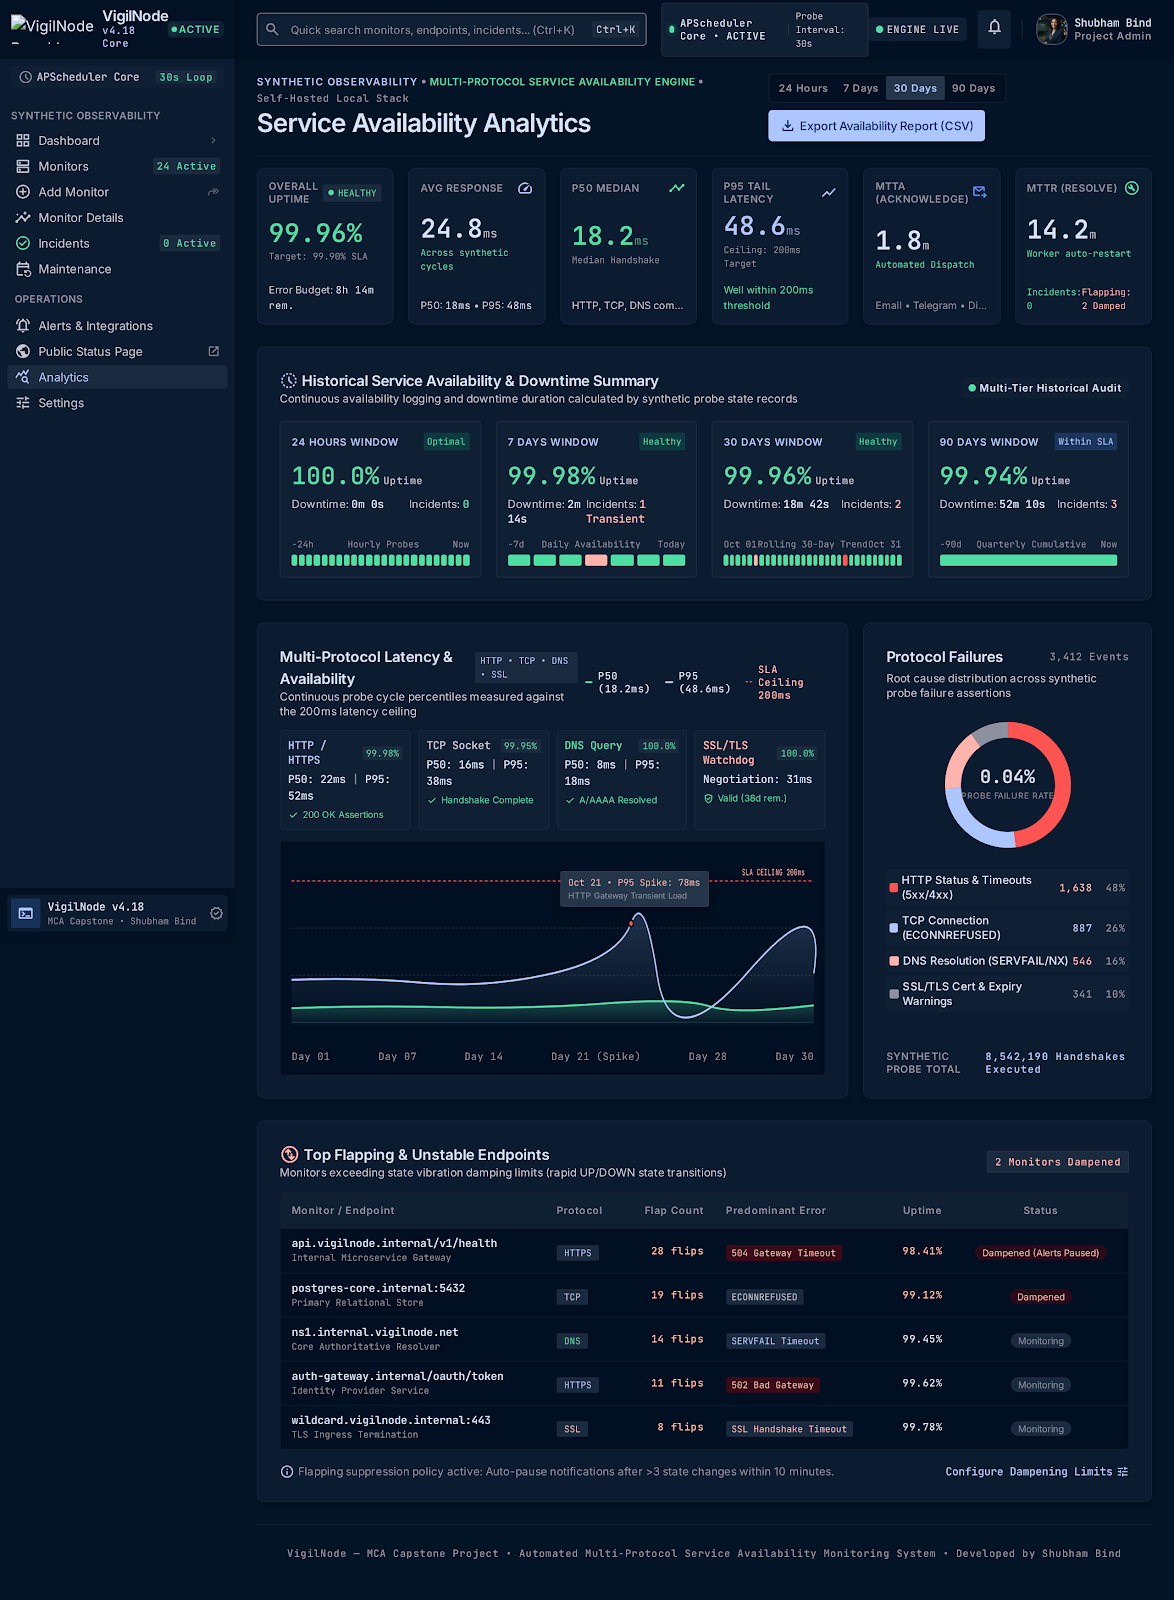 VigilNode
VigilNode
v4.18
Core
ACTIVE
Quick search monitors, endpoints, incidents... (Ctrl+K)
Ctrl+K
APScheduler
Core • ACTIVE
Probe
Interval:
30s
ENGINE LIVE
Shubham Bind
Project Admin
APScheduler Core
30s Loop
SYNTHETIC OBSERVABILITY
Dashboard
Monitors
24 Active
Add Monitor
Monitor Details
Incidents
0 Active
Maintenance
OPERATIONS
Alerts & Integrations
Public Status Page
Analytics
Settings
VigilNode v4.18
MCA Capstone • Shubham Bind
SYNTHETIC OBSERVABILITY • MULTI-PROTOCOL SERVICE AVAILABILITY ENGINE •
Self-Hosted Local Stack
Service Availability Analytics
24 Hours
7 Days
30 Days
90 Days
Export Availability Report (CSV)
OVERALL
UPTIME
HEALTHY
99.96%
Target: 99.90% SLA
Error Budget: 8h 14m
rem.
AVG RESPONSE
24.8ms
Across synthetic
cycles
P50: 18ms • P95: 48ms
P50 MEDIAN
18.2ms
Median Handshake
HTTP, TCP, DNS com...
P95 TAIL
LATENCY
48.6ms
Ceiling: 200ms
Target
Well within 200ms
threshold
MTTA
(ACKNOWLEDGE)
1.8m
Automated Dispatch
Email • Telegram • Di...
MTTR (RESOLVE)
14.2m
Worker auto-restart
Incidents:
0
Flapping:
2 Damped
Historical Service Availability & Downtime Summary
Continuous availability logging and downtime duration calculated by synthetic probe state records
Multi-Tier Historical Audit
24 HOURS WINDOW
Optimal
100.0% Uptime
Downtime: 0m 0s
Incidents: 0
-24h
Hourly Probes
Now
7 DAYS WINDOW
Healthy
99.98% Uptime
Downtime: 2m
14s
Incidents: 1
Transient
-7d
Daily Availability
Today
30 DAYS WINDOW
Healthy
99.96% Uptime
Downtime: 18m 42s
Incidents: 2
Oct 01
Rolling 30-Day Trend
Oct 31
90 DAYS WINDOW
Within SLA
99.94% Uptime
Downtime: 52m 10s
Incidents: 3
-90d
Quarterly Cumulative
Now
Multi-Protocol Latency &
Availability
HTTP • TCP • DNS
• SSL
Continuous probe cycle percentiles measured against
the 200ms latency ceiling
P50
(18.2ms)
P95
(48.6ms)
SLA
Ceiling
200ms
HTTP /
HTTPS
99.98%
P50: 22ms | P95:
52ms
200 OK Assertions
TCP Socket
99.95%
P50: 16ms | P95:
38ms
Handshake Complete
DNS Query
100.0%
P50: 8ms | P95:
18ms
A/AAAA Resolved
SSL/TLS
Watchdog
100.0%
Negotiation: 31ms
Valid (38d rem.)
SLA CEILING 200ms
Oct 21 • P95 Spike: 78ms
HTTP Gateway Transient Load
Day 01
Day 07
Day 14
Day 21 (Spike)
Day 28
Day 30
Protocol Failures
3,412 Events
Root cause distribution across synthetic
probe failure assertions
0.04%
PROBE FAILURE RATE
HTTP Status & Timeouts
(5xx/4xx)
1,638
48%
TCP Connection
(ECONNREFUSED)
887
26%
DNS Resolution (SERVFAIL/NX)
546
16%
SSL/TLS Cert & Expiry
Warnings
341
10%
SYNTHETIC
PROBE TOTAL
8,542,190 Handshakes
Executed
Top Flapping & Unstable Endpoints
Monitors exceeding state vibration damping limits (rapid UP/DOWN state transitions)
2 Monitors Dampened
Monitor / Endpoint
Protocol
Flap Count
Predominant Error
Uptime
Status
api.vigilnode.internal/v1/health
Internal Microservice Gateway
HTTPS
28 flips
504 Gateway Timeout
98.41%
Dampened (Alerts Paused)
postgres-core.internal:5432
Primary Relational Store
TCP
19 flips
ECONNREFUSED
99.12%
Dampened
ns1.internal.vigilnode.net
Core Authoritative Resolver
DNS
14 flips
SERVFAIL Timeout
99.45%
Monitoring
auth-gateway.internal/oauth/token
Identity Provider Service
HTTPS
11 flips
502 Bad Gateway
99.62%
Monitoring
wildcard.vigilnode.internal:443
TLS Ingress Termination
SSL
8 flips
SSL Handshake Timeout
99.78%
Monitoring
Flapping suppression policy active: Auto-pause notifications after >3 state changes within 10 minutes.
Configure Dampening Limits
VigilNode — MCA Capstone Project • Automated Multi-Protocol Service Availability Monitoring System • Developed by Shubham Bind